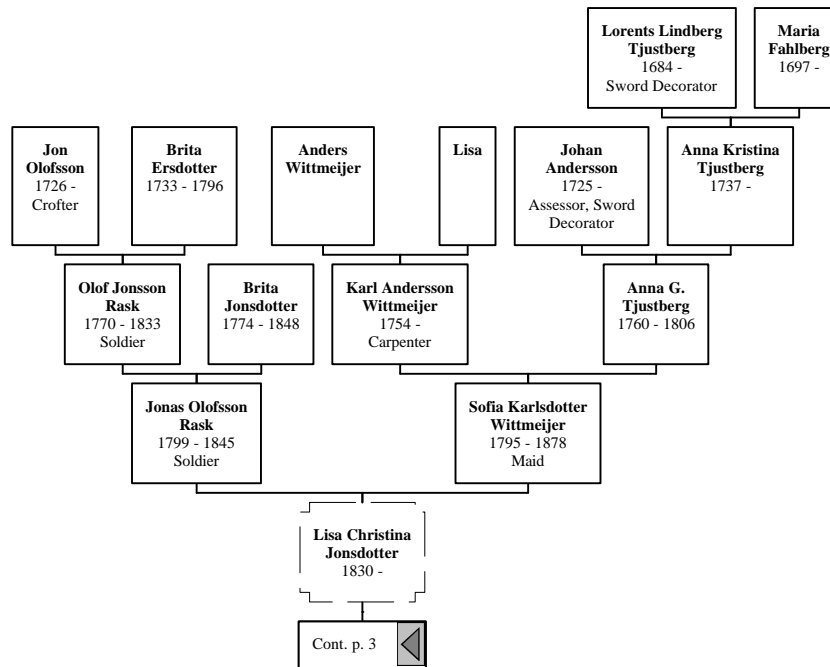 Lorents Lindberg
Tjustberg
1684 -
Sword Decorator
Maria
Fahlberg
1697 -
Jon
Olofsson
1726 -
Crofter
Brita
Ersdotter
1733 - 1796
Anders
Wittmeijer
Lisa
Johan
Andersson
1725 -
Assessor, Sword
Decorator
Anna Kristina
Tjustberg
1737 -
Olof Jonsson
Rask
1770 - 1833
Soldier
Brita
Jonsdotter
1774 - 1848
Karl Andersson
Wittmeijer
1754 -
Carpenter
Anna G.
Tjustberg
1760 - 1806
Jonas Olofsson
Rask
1799 - 1845
Soldier
Sofia Karlsdotter
Wittmeijer
1795 - 1878
Maid
Lisa Christina
Jonsdotter
1830 -
Cont. p. 3